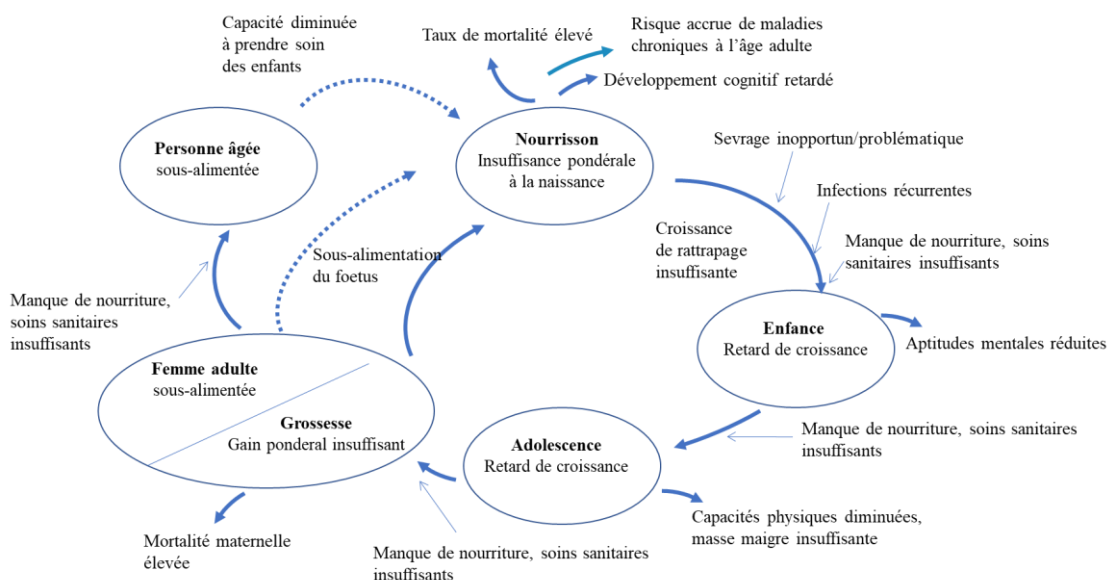 Capacité diminuée
à prendre soin
des enfants
Taux de mortalité élevé
Risque accrue de maladies
chroniques à l’âge adulte
Développement cognitif retardé
Personne âgée
sous-alimentée
Nourrisson
Insuffisance pondérale
à la naissance
Sevrage inopportun/problématique
Infections récurrentes
Croissance
de rattrapage
insuffisante
Manque de nourriture, soins
sanitaires insuffisants
Sous-alimentation
du foetus
Manque de nourriture,
soins sanitaires
insuffisants
Enfance
Retard de croissance
Aptitudes mentales réduites
Femme adulte
sous-alimentée
Grossesse
Gain ponderal insuffisant
Adolescence
Retard de croissance
Manque de nourriture, soins sanitaires
insuffisants
Capacités physiques diminuées,
masse maigre insuffisante
Mortalité maternelle
élevée
Manque de nourriture, soins sanitaires
insuffisants